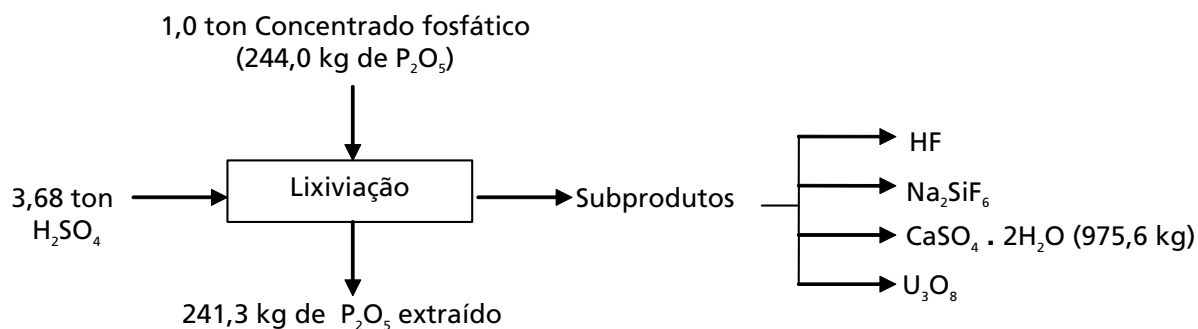 1,0 ton Concentrado fosfático
(244,0 kg de P₂O₅)
3,68 ton
H₂SO₄
Lixiviação
Subprodutos
HF
Na₂SiF₆
CaSO₄ . 2H₂O (975,6 kg)
U₃O₈
241,3 kg de P₂O₅ extraído